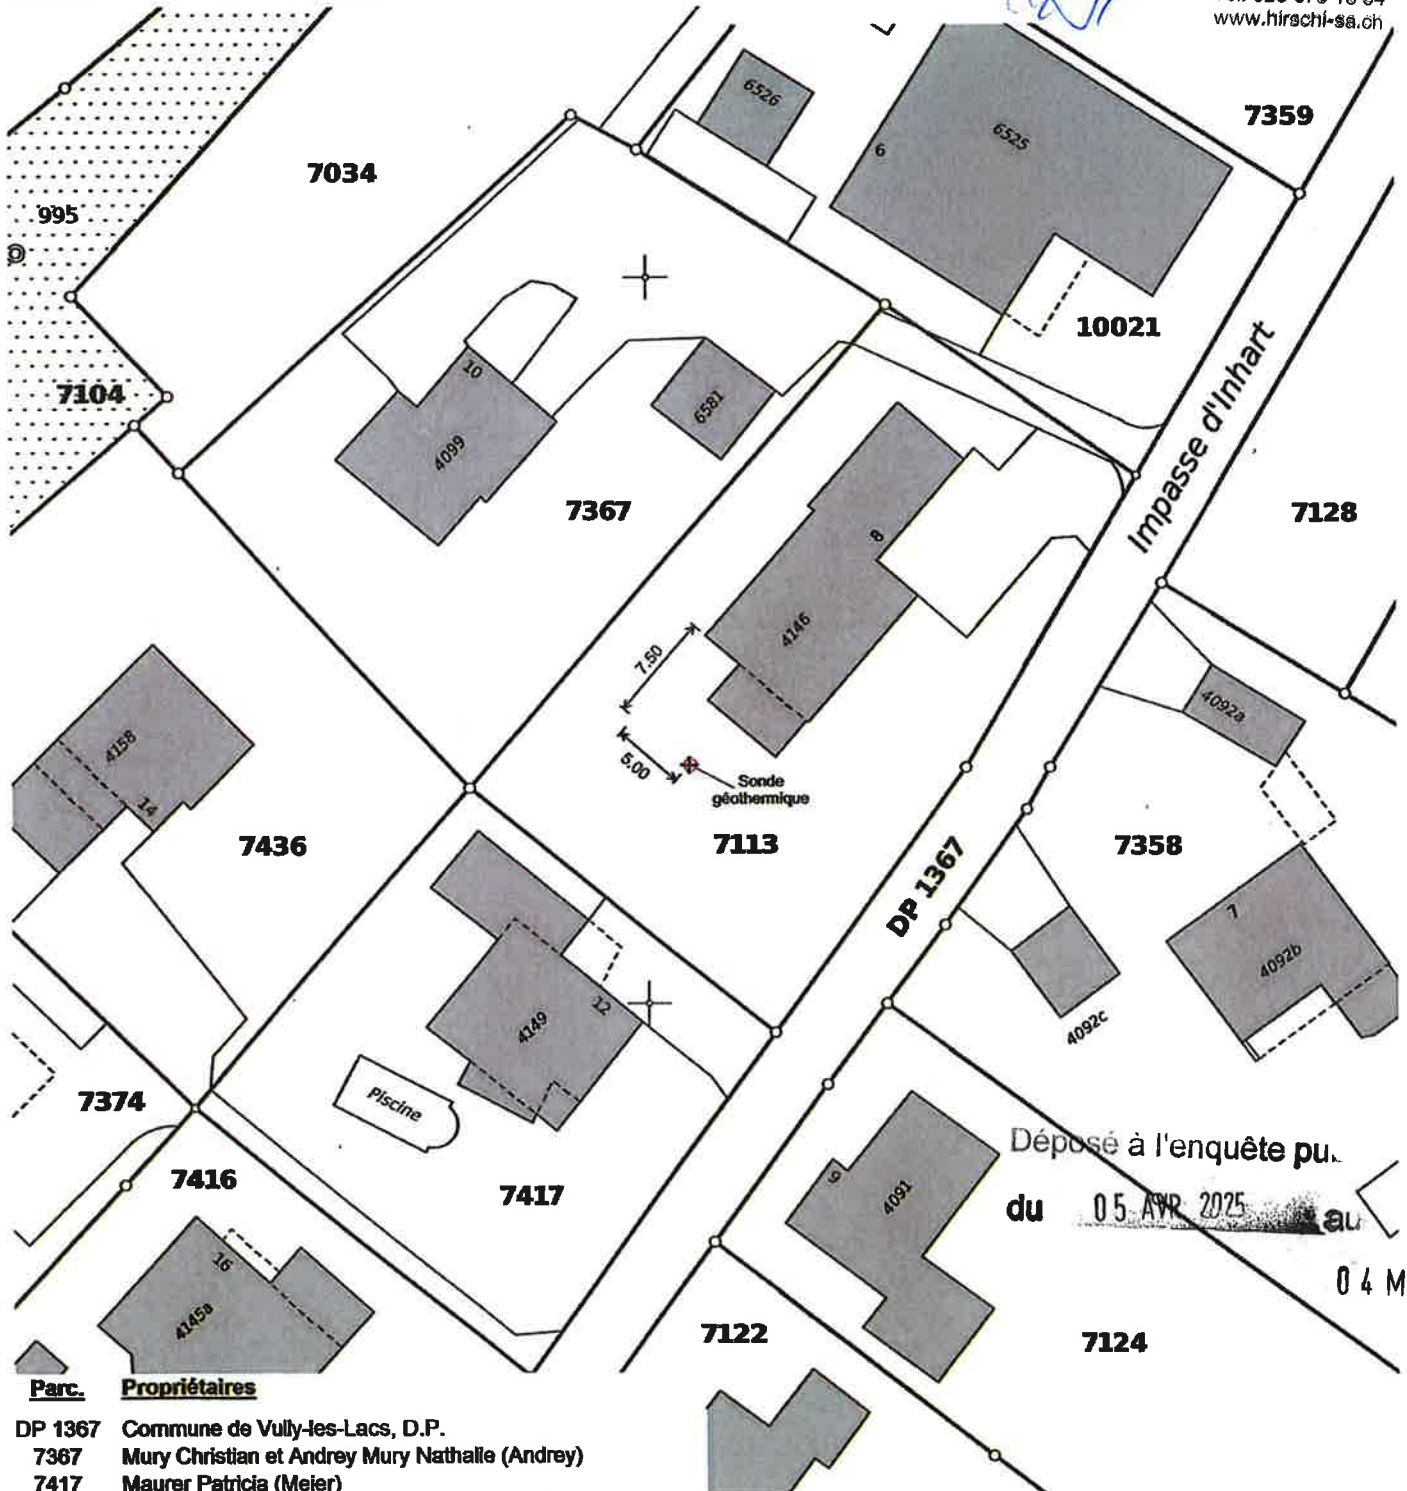 www.hirschi-sa.ch
7359
6526
6525
6
7034
995
10021
7104
10
4099
6581
7367
Impasse d'Inhart
7128
8
4146
7.50
5.00
Sonde
géothermique
4158
14
7436
7113
4092a
7358
DP 1367
7
4092b
4092c
12
4149
Piscine
7374
7416
7417
Déposé à l'enquête
du 05 AVR 2025 au
04 M
9
4091
16
4145a
7122
7124
Parc. Propriétaires
DP 1367 Commune de Vully-les-Lacs, D.P.
7367 Mury Christian et Andrey Mury Nathalie (Andrey)
7417 Maurer Patricia (Meier)